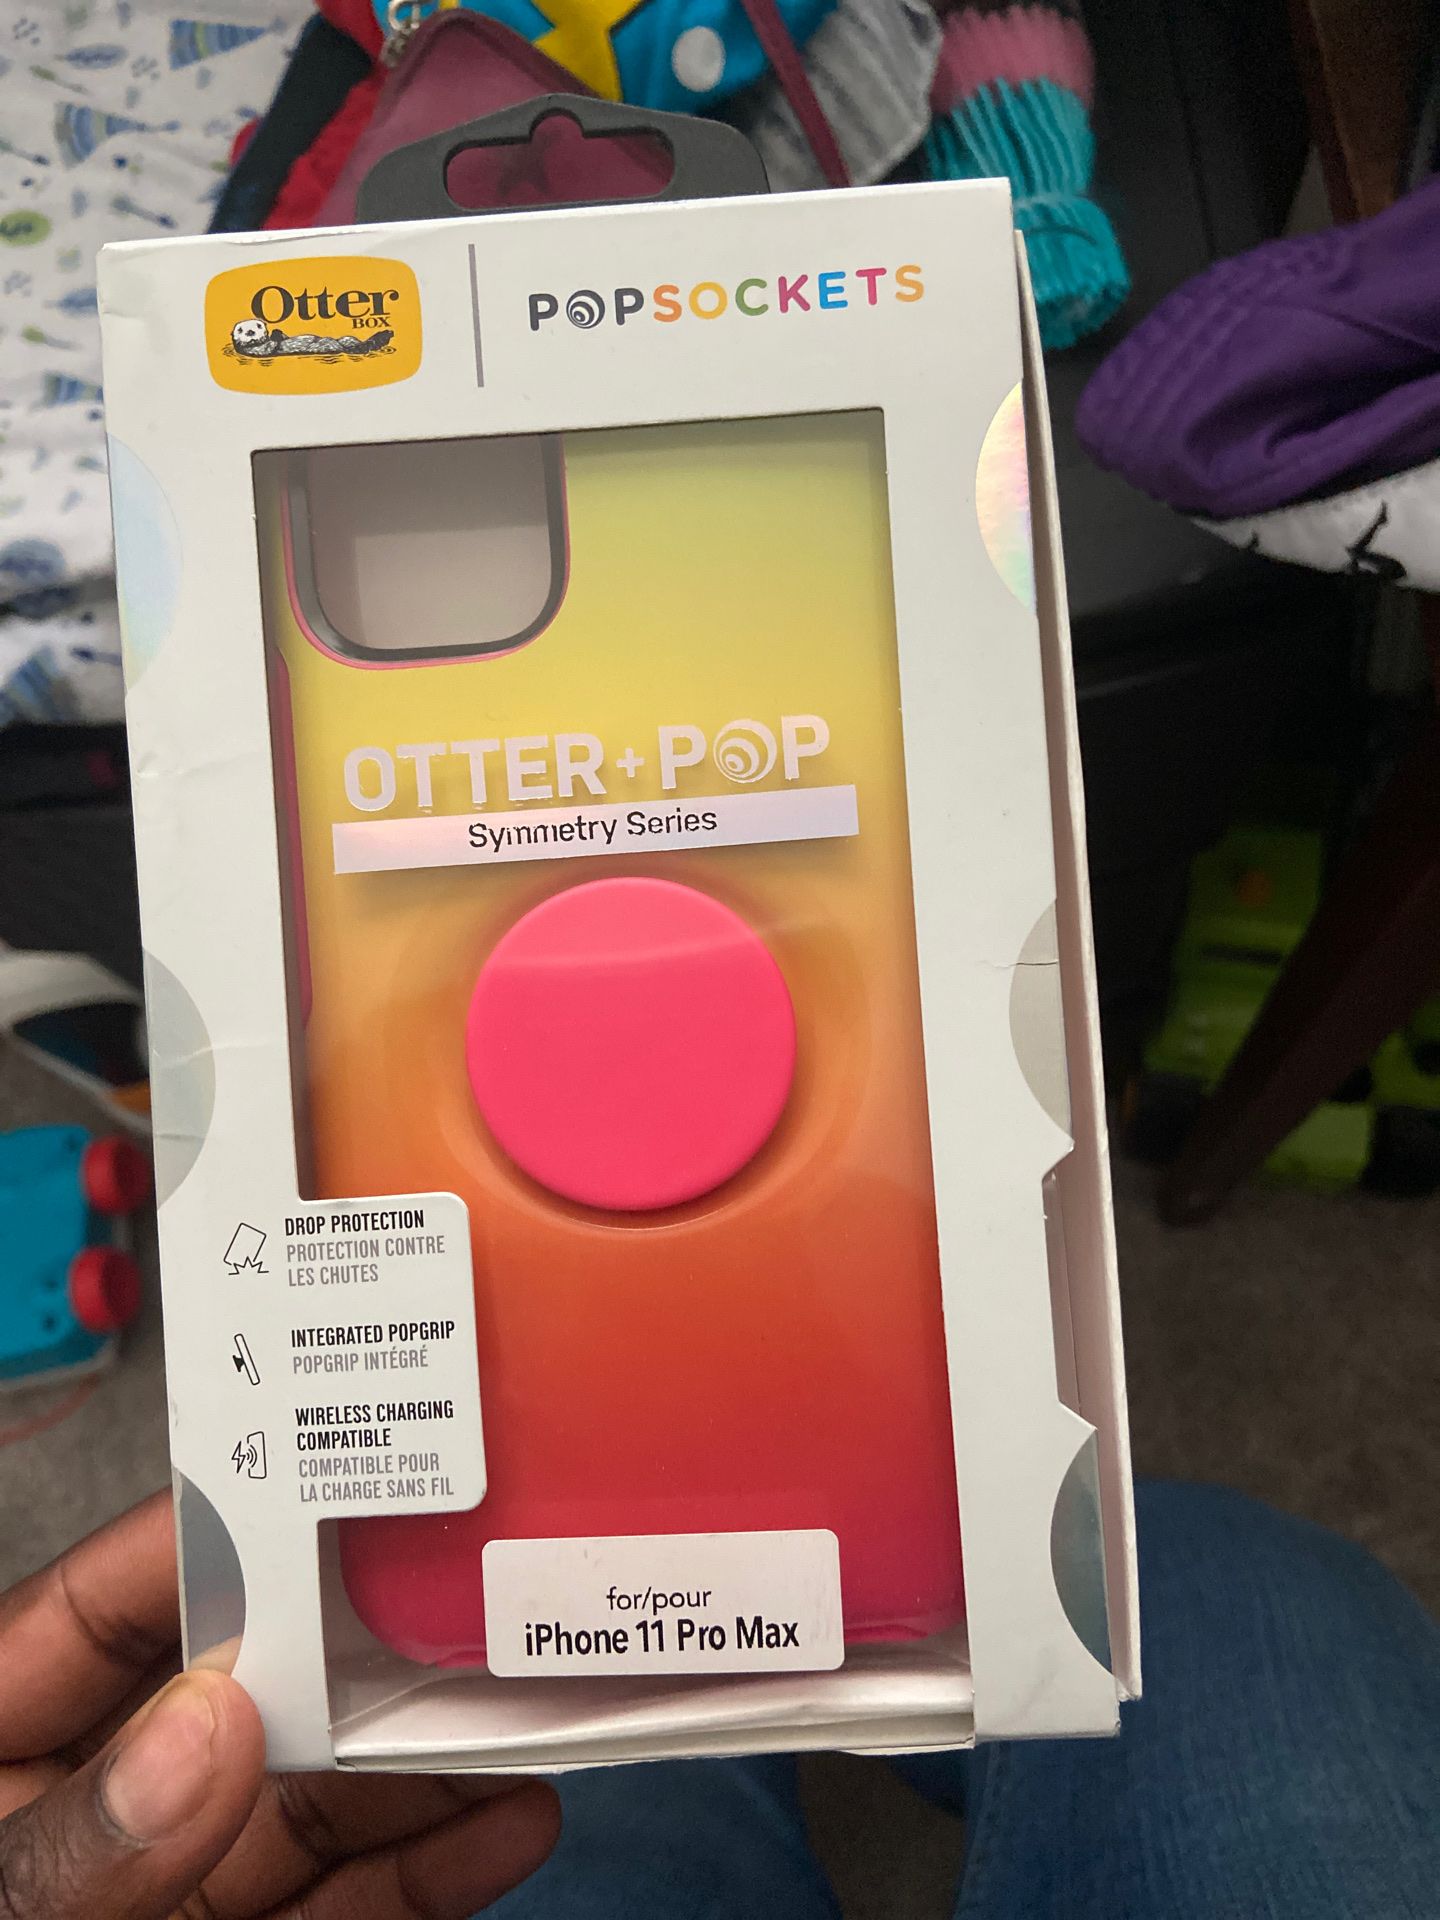 Otter
BOX
POPSOCKETS
OTTER+POP
Symmetry Series
DROP PROTECTION
PROTECTION CONTRE
LES CHUTES
INTEGRATED POPGRIP
POPGRIP INTÉGRÉ
WIRELESS CHARGING
COMPATIBLE
COMPATIBLE POUR
LA CHARGE SANS FIL
for/pour
iPhone 11 Pro Max